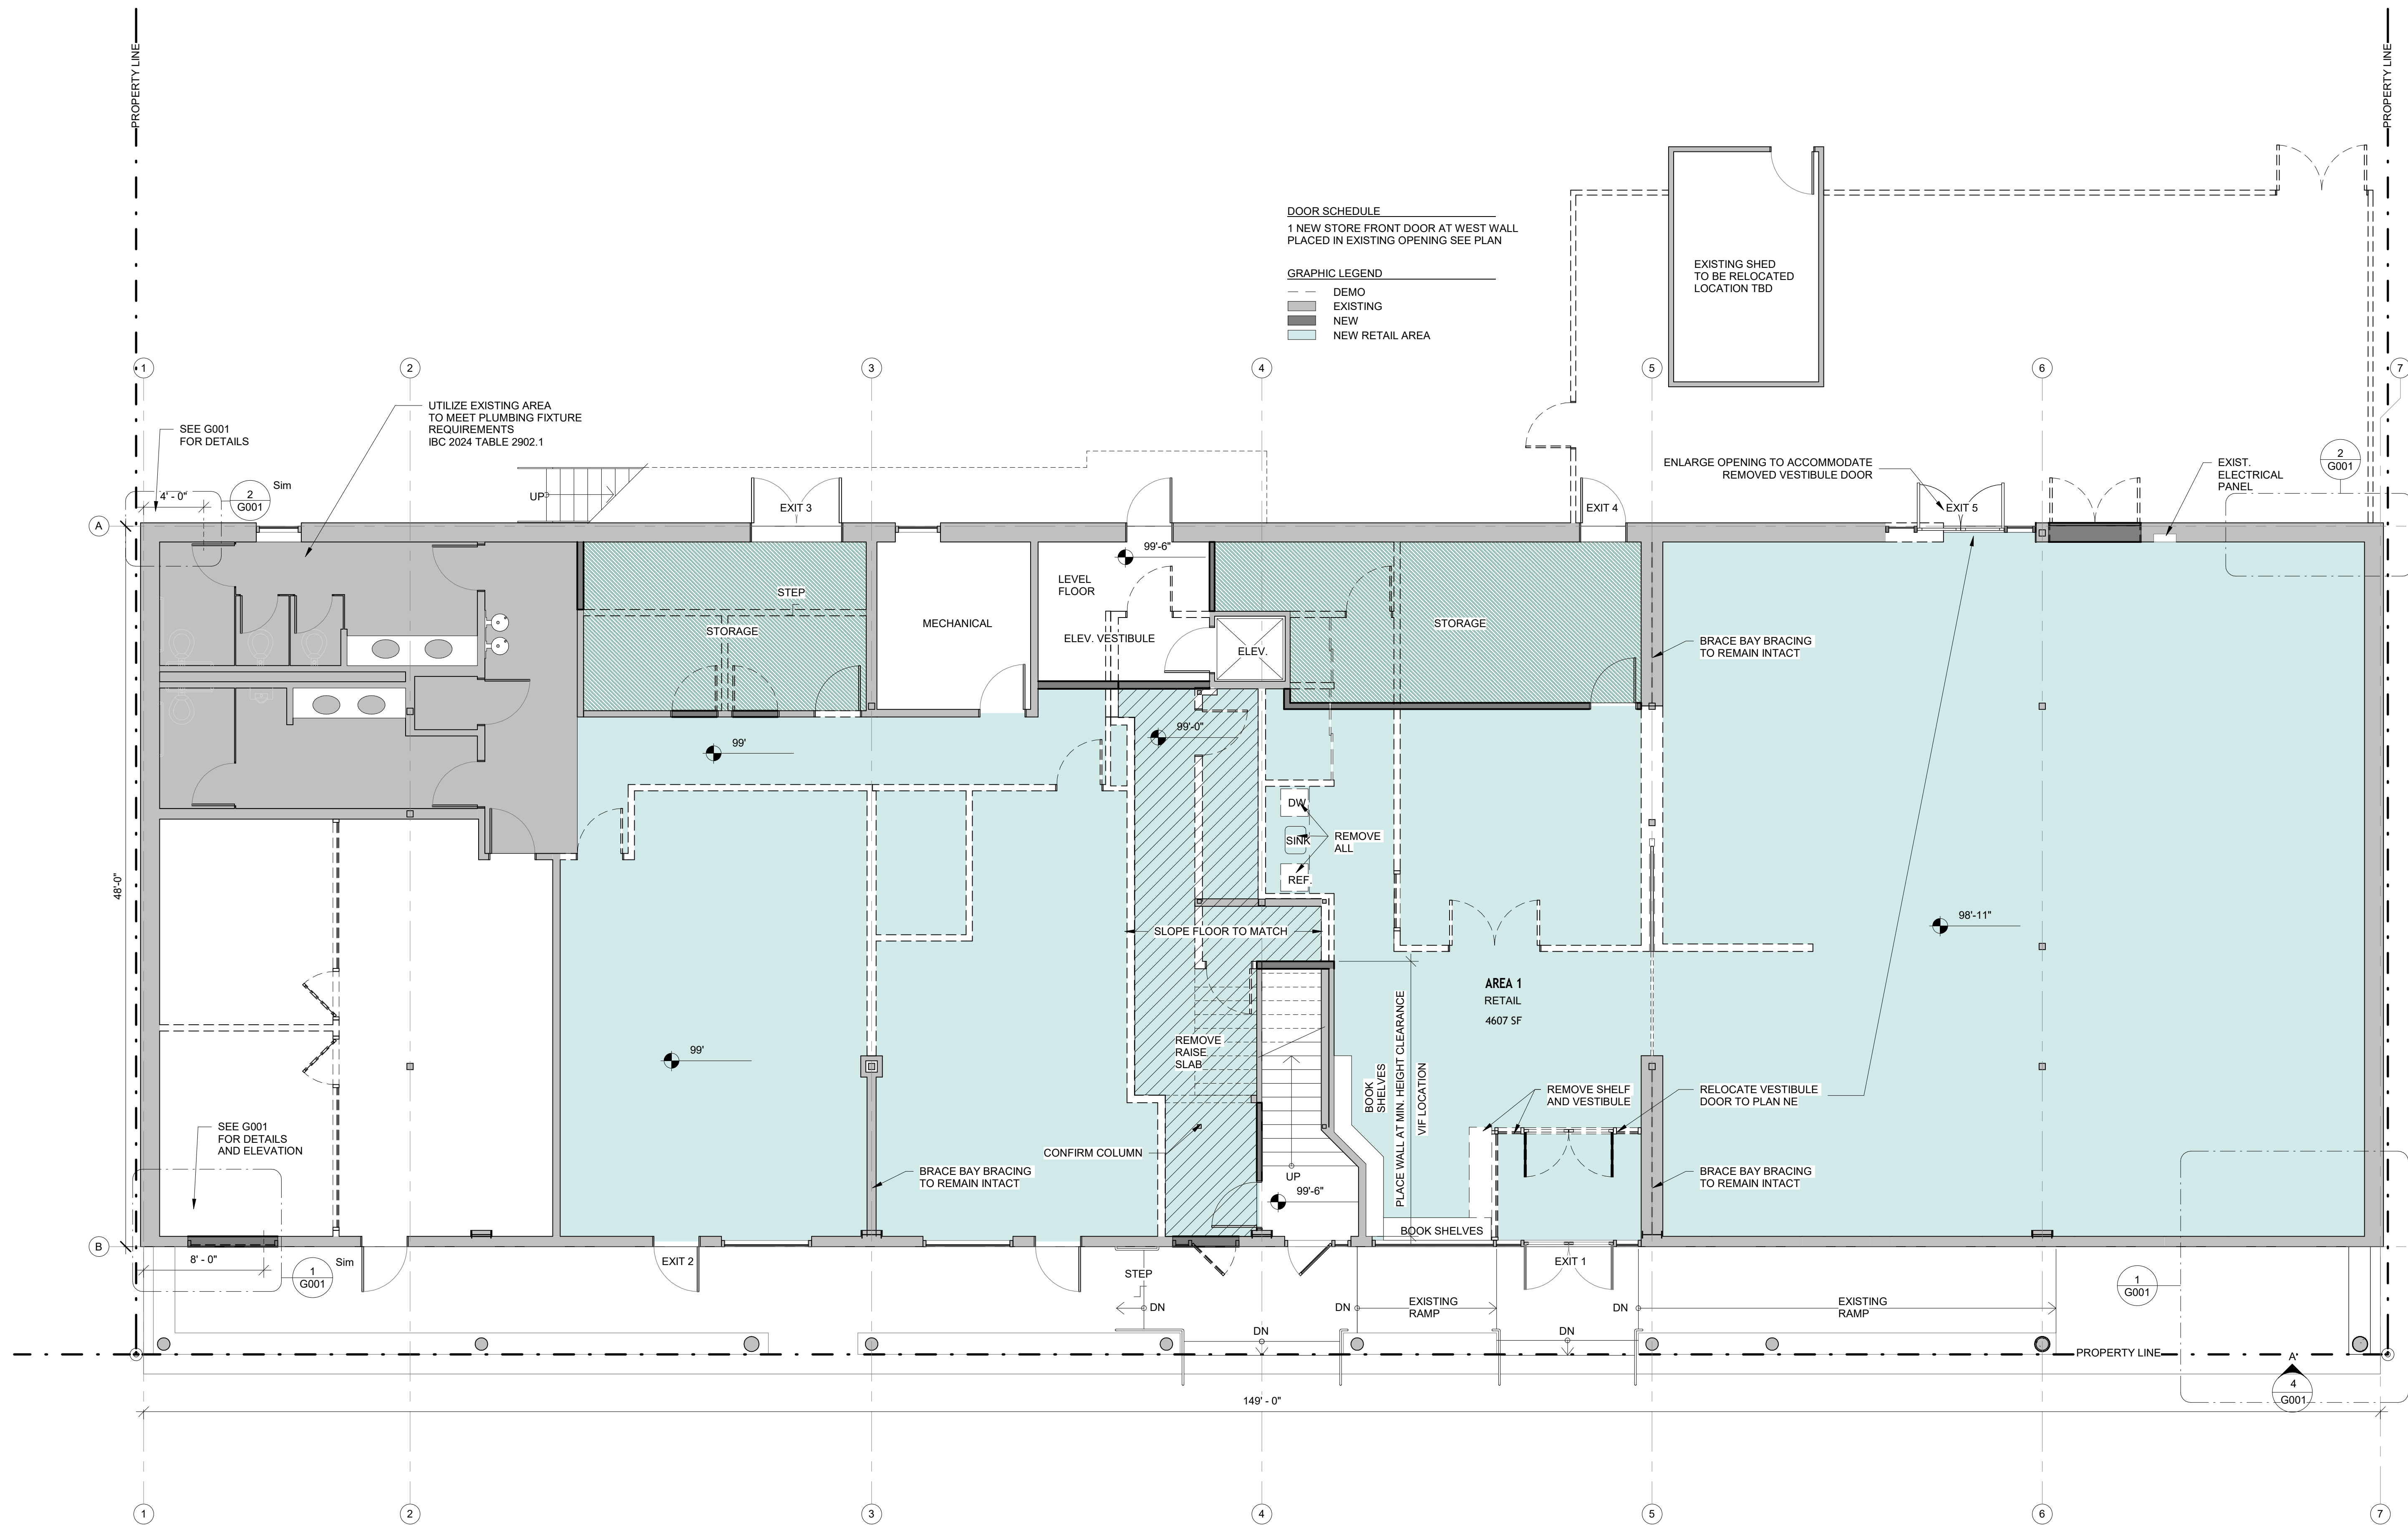 PROPERTY LINE
PROPERTY LINE
DOOR SCHEDULE
1 NEW STORE FRONT DOOR AT WEST WALL
PLACED IN EXISTING OPENING SEE PLAN
GRAPHIC LEGEND
DEMO
EXISTING
NEW
NEW RETAIL AREA
EXISTING SHED
TO BE RELOCATED
LOCATION TBD
1
2
3
4
5
6
7
UTILIZE EXISTING AREA
TO MEET PLUMBING FIXTURE
REQUIREMENTS
IBC 2024 TABLE 2902.1
SEE G001
FOR DETAILS
4' - 0"
2
G001
Sim
UP
EXIT 3
EXIT 4
ENLARGE OPENING TO ACCOMMODATE
REMOVED VESTIBULE DOOR
EXIT 5
EXIST.
ELECTRICAL
PANEL
2
G001
A
99'-6"
LEVEL
FLOOR
STEP
STORAGE
MECHANICAL
ELEV. VESTIBULE
ELEV.
STORAGE
BRACE BAY BRACING
TO REMAIN INTACT
99'
99'-0"
DW
SINK
REF.
REMOVE
ALL
48'-0"
SLOPE FLOOR TO MATCH
98'-11"
AREA 1
RETAIL
4607 SF
99'
REMOVE
RAISE
SLAB
BOOK
SHELVES
PLACE WALL AT MIN. HEIGHT CLEARANCE
VIF LOCATION
REMOVE SHELF
AND VESTIBULE
RELOCATE VESTIBULE
DOOR TO PLAN NE
SEE G001
FOR DETAILS
AND ELEVATION
CONFIRM COLUMN
BRACE BAY BRACING
TO REMAIN INTACT
UP
99'-6"
BRACE BAY BRACING
TO REMAIN INTACT
BOOK SHELVES
B
8' - 0"
1
G001
Sim
EXIT 2
STEP
DN
DN
EXISTING
RAMP
EXIT 1
DN
EXISTING
RAMP
1
G001
DN
DN
PROPERTY LINE
A'
4
G001
149' - 0"
1
2
3
4
5
6
7